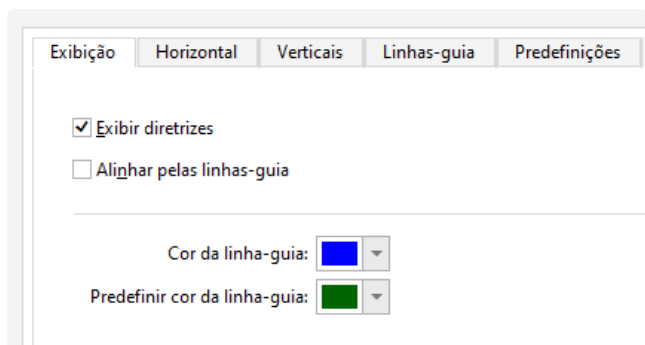 Exibição Horizontal Verticais Linhas-guia Predefinições
Exibir diretrizes
Alinhar pelas linhas-guia
Cor da linha-guia:
Predefinir cor da linha-guia: